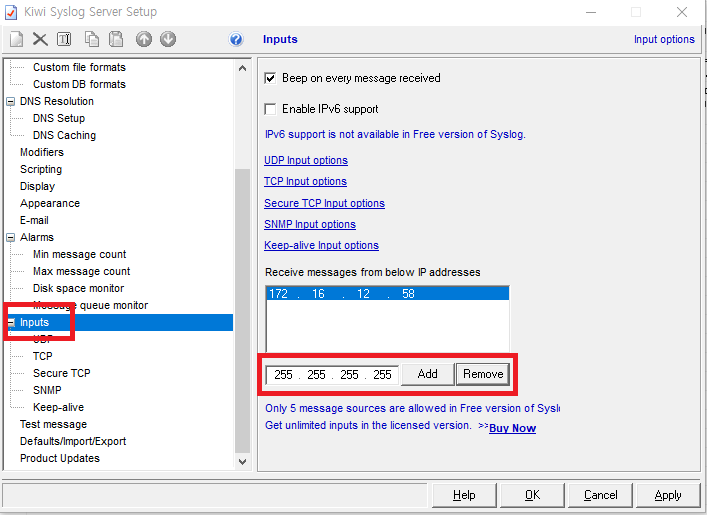 Kiwi Syslog Server Setup
Inputs
Input options
Custom file formats
Custom DB formats
DNS Resolution
DNS Setup
DNS Caching
Modifiers
Scripting
Display
Appearance
E-mail
Alarms
Min message count
Max message count
Disk space monitor
Message queue monitor
Inputs
UDP
TCP
Secure TCP
SNMP
Keep-alive
Test message
Defaults/Import/Export
Product Updates
Beep on every message received
Enable IPv6 support
IPv6 support is not available in Free version of Syslog.
UDP Input options
TCP Input options
Secure TCP Input options
SNMP Input options
Keep-alive Input options
Receive messages from below IP addresses
172 . 16 . 12 . 58
255 . 255 . 255 . 255 Add Remove
Only 5 message sources are allowed in Free version of Syslo
Get unlimited inputs in the licensed version. >>Buy Now
Help OK Cancel Apply